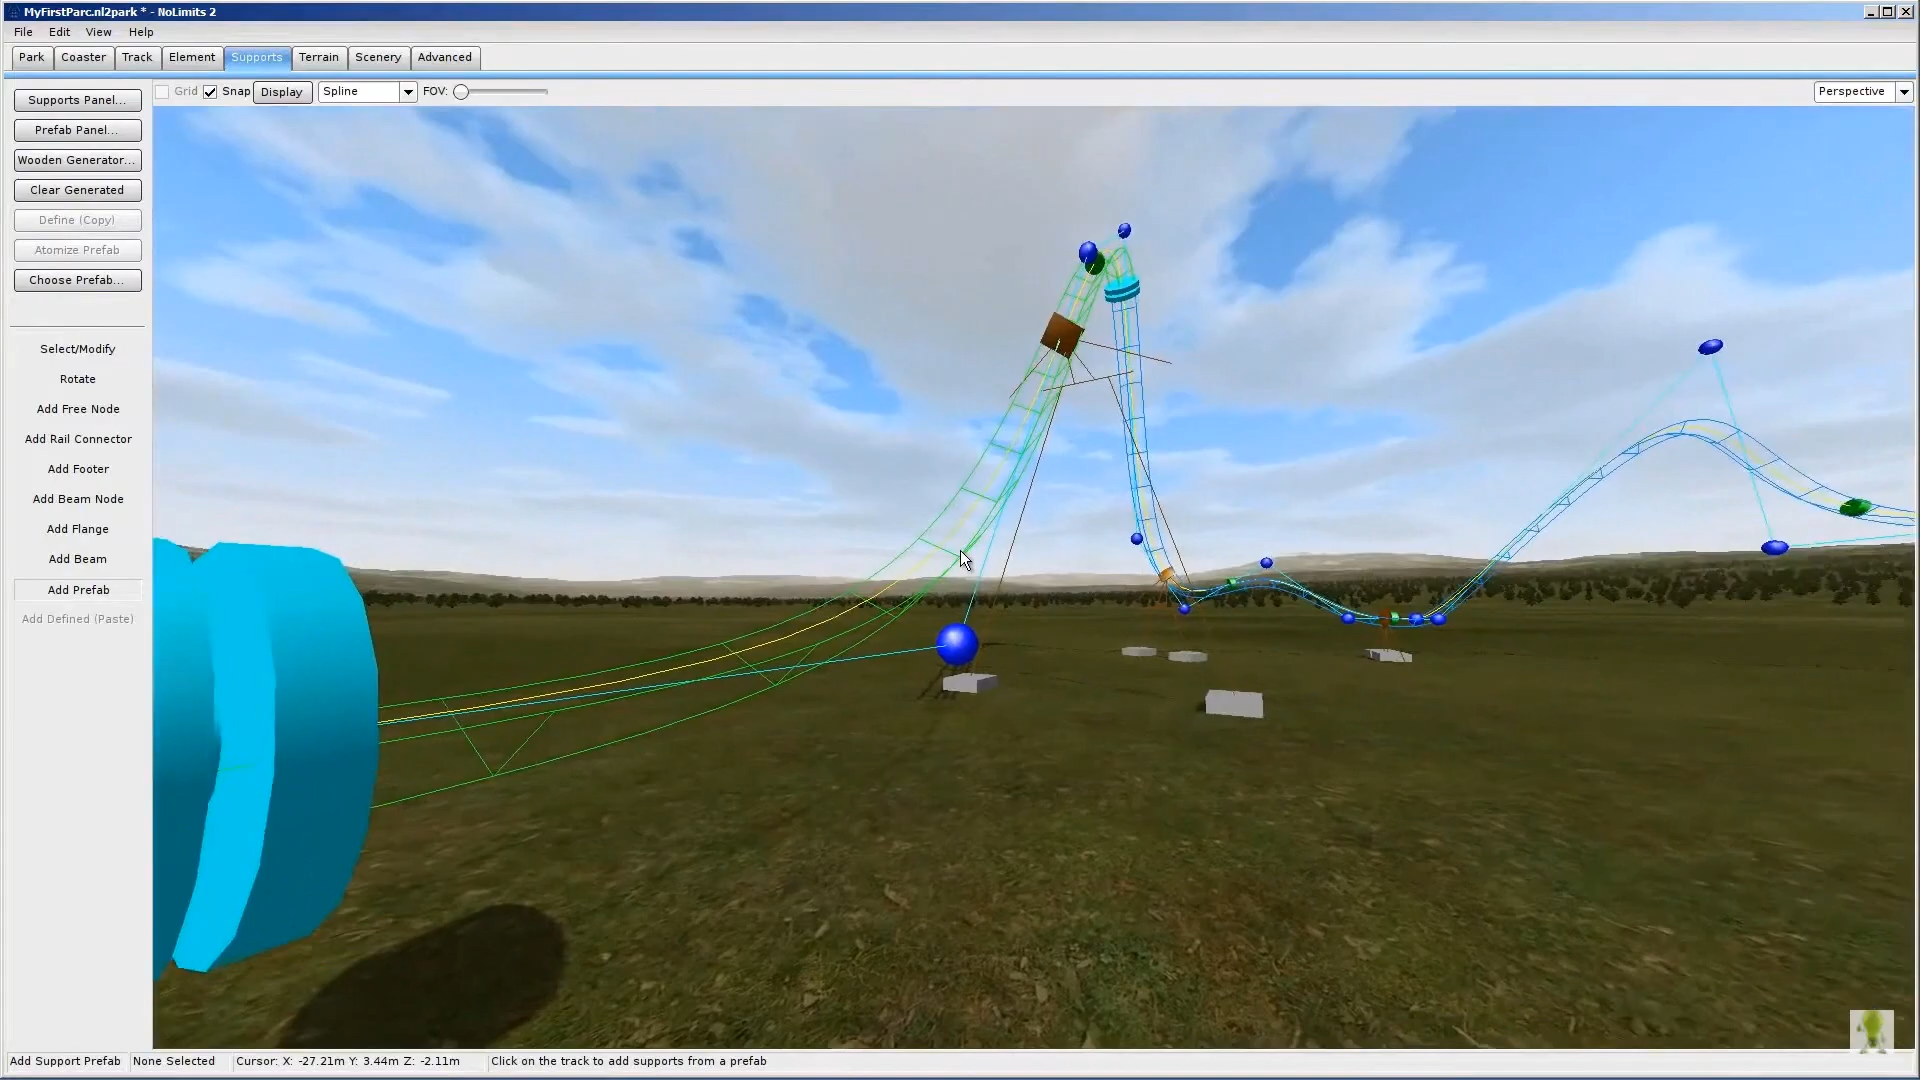 MyFirstParc.nl2park * - NoLimits 2
File Edit View Help
Park Coaster Track Element Supports Terrain Scenery Advanced
Grid Snap Display Spline FOV: Perspective
Supports Panel...
Prefab Panel...
Wooden Generator...
Clear Generated
Define (Copy)
Atomize Prefab
Choose Prefab...
Select/Modify
Rotate
Add Free Node
Add Rail Connector
Add Footer
Add Beam Node
Add Flange
Add Beam
Add Prefab
Add Defined (Paste)
Add Support Prefab None Selected Cursor: X: -27.21m Y: 3.44m Z: -2.11m Click on the track to add supports from a prefab